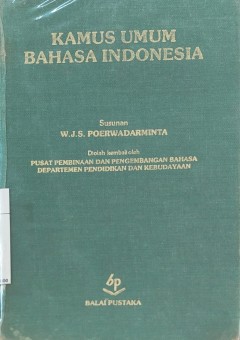 KAMUS UMUM
BAHASA INDONESIA
Susunan
W.J.S. POERWADARMINTA
Diolah kembali oleh
PUSAT PEMBINAAN DAN PENGEMBANGAN BAHASA
DEPARTEMEN PENDIDIKAN DAN KEBUDAYAAN
bp
BALAI PUSTAKA